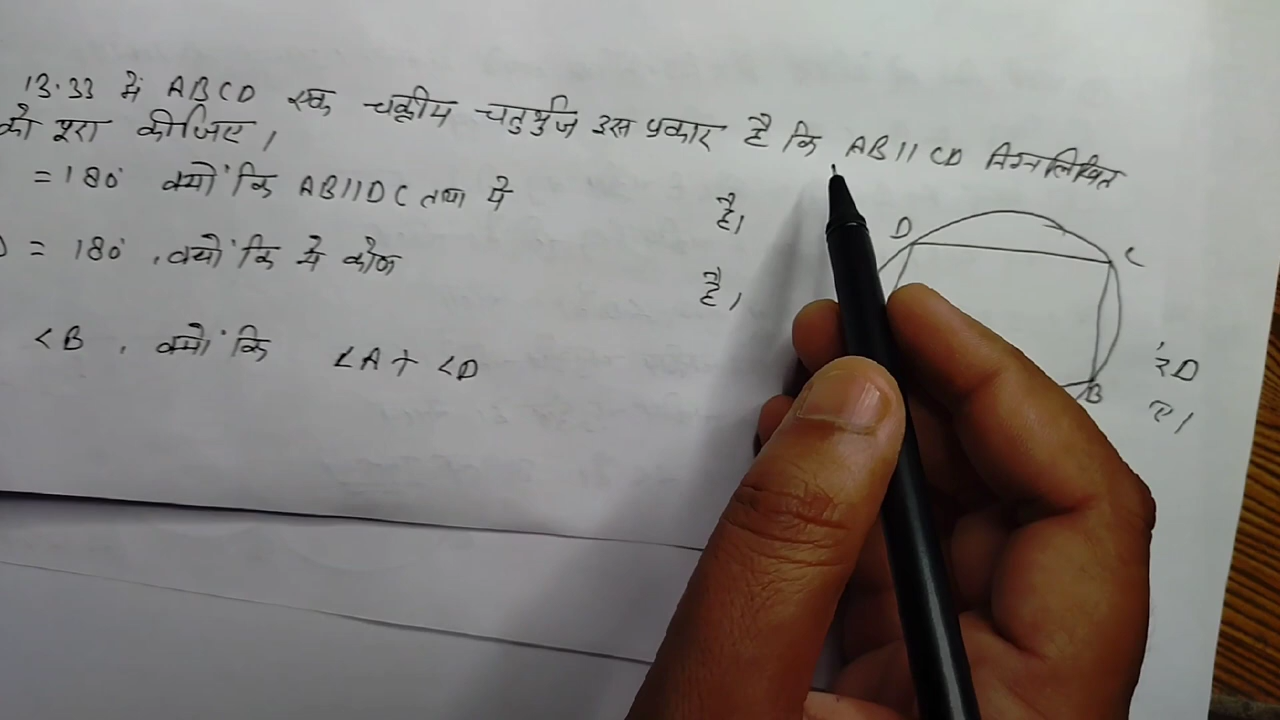 13.33 में ABCD एक चक्रीय चतुर्भुज इस प्रकार है कि AB||CD निम्नलिखित
को पूरा कीजिए।
= 180° क्यों कि AB||DC तथा ये है।
D = 180°, क्यों कि ये कोण है।
<B, क्यों कि <A + <D
D
C
B